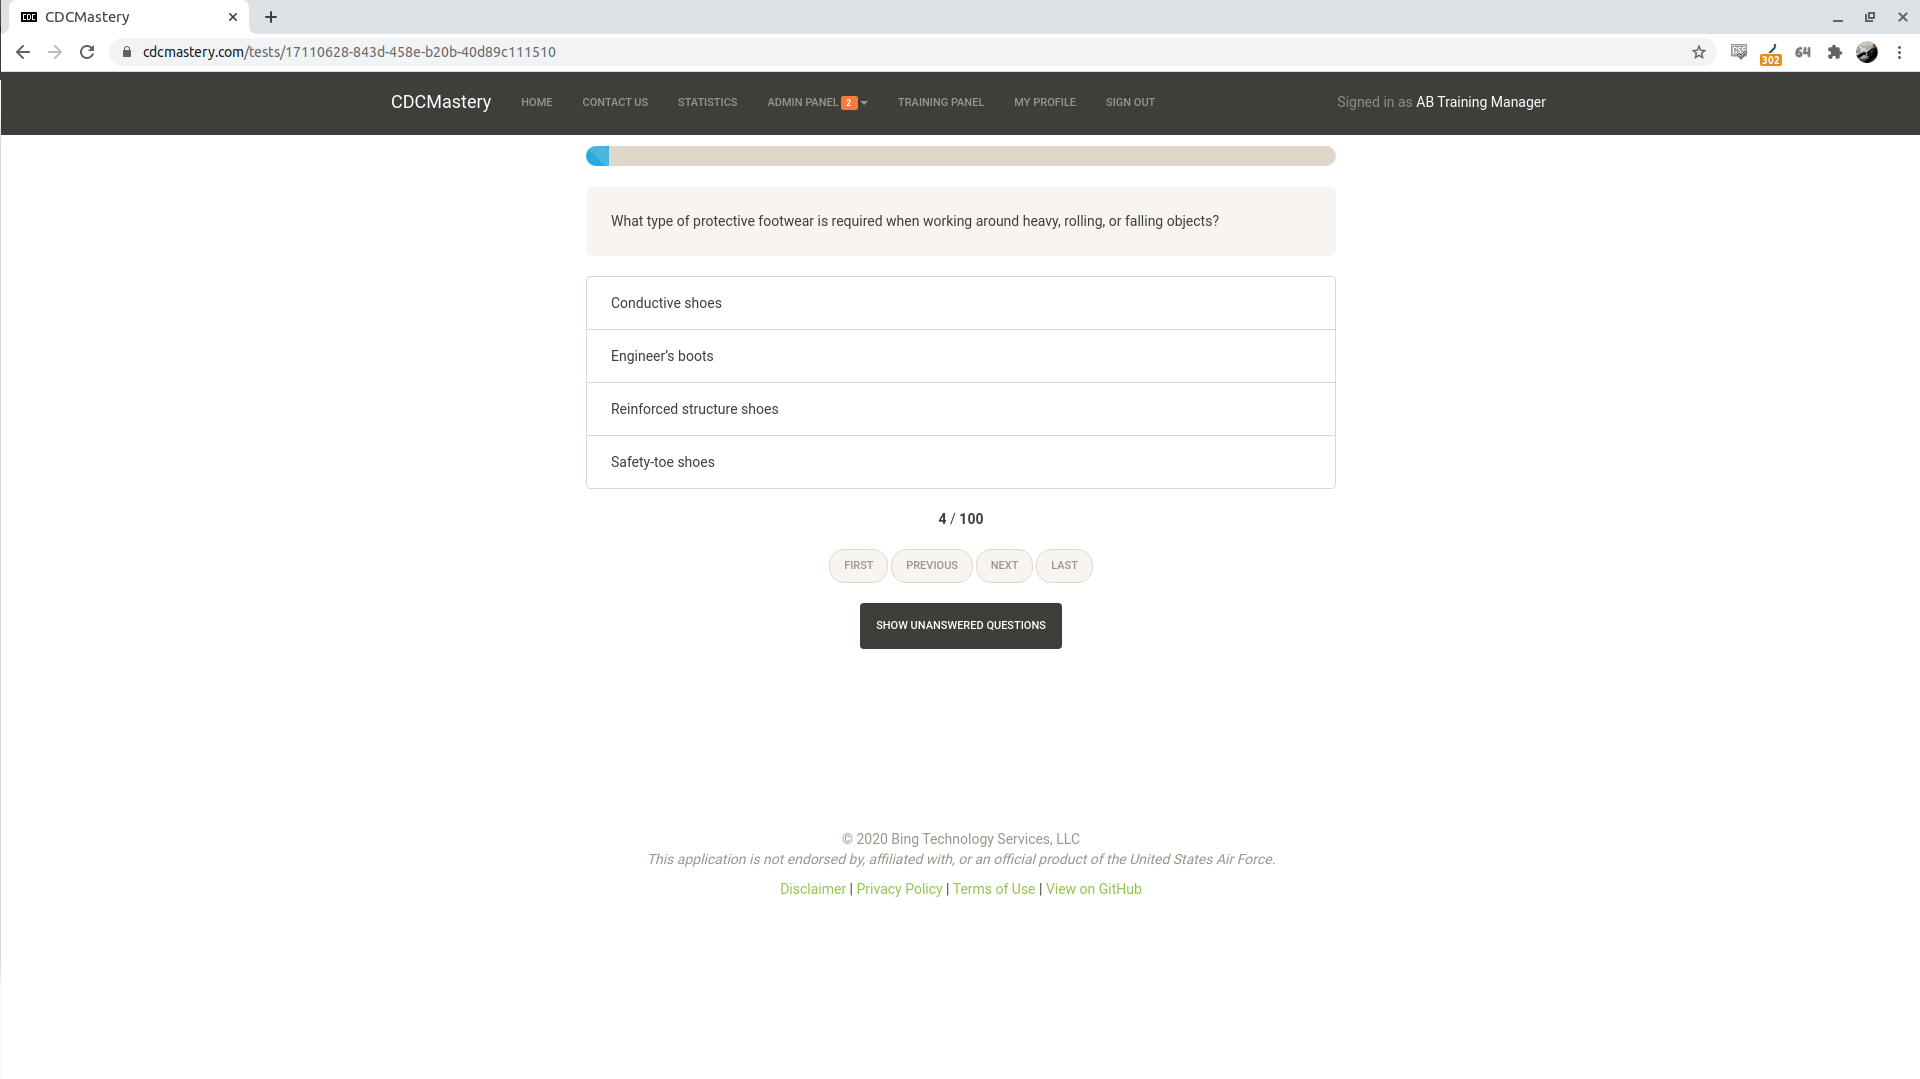 CDCMastery
cdcmastery.com/tests/17110628-843d-458e-b20b-40d89c111510
302
64
CDCMastery HOME CONTACT US STATISTICS ADMIN PANEL 2 TRAINING PANEL MY PROFILE SIGN OUT Signed in as AB Training Manager
What type of protective footwear is required when working around heavy, rolling, or falling objects?
Conductive shoes
Engineer’s boots
Reinforced structure shoes
Safety-toe shoes
4 / 100
FIRST PREVIOUS NEXT LAST
SHOW UNANSWERED QUESTIONS
© 2020 Bing Technology Services, LLC
This application is not endorsed by, affiliated with, or an official product of the United States Air Force.
Disclaimer | Privacy Policy | Terms of Use | View on GitHub